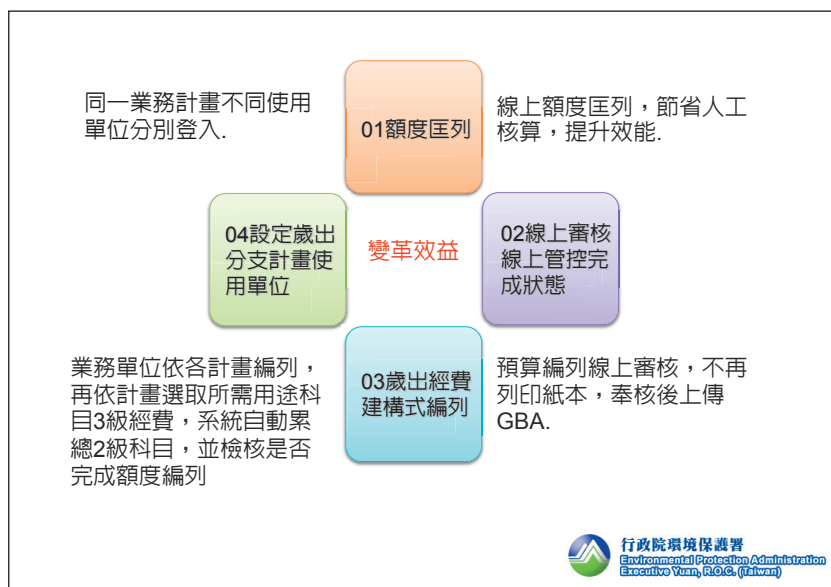 同一業務計畫不同使用
單位分別登入.
01額度匡列
線上額度匡列，節省人工
核算，提升效能.
04設定歲出
分支計畫使
用單位
變革效益
02線上審核
線上管控完
成狀態
業務單位依各計畫編列，
再依計畫選取所需用途科
目3級經費，系統自動累
總2級科目，並檢核是否
完成額度編列
03歲出經費
建構式編列
預算編列線上審核，不再
列印紙本，奉核後上傳
GBA.
行政院環境保護署
Environmental Protection Administration
Executive Yuan, R.O.C. (Taiwan)